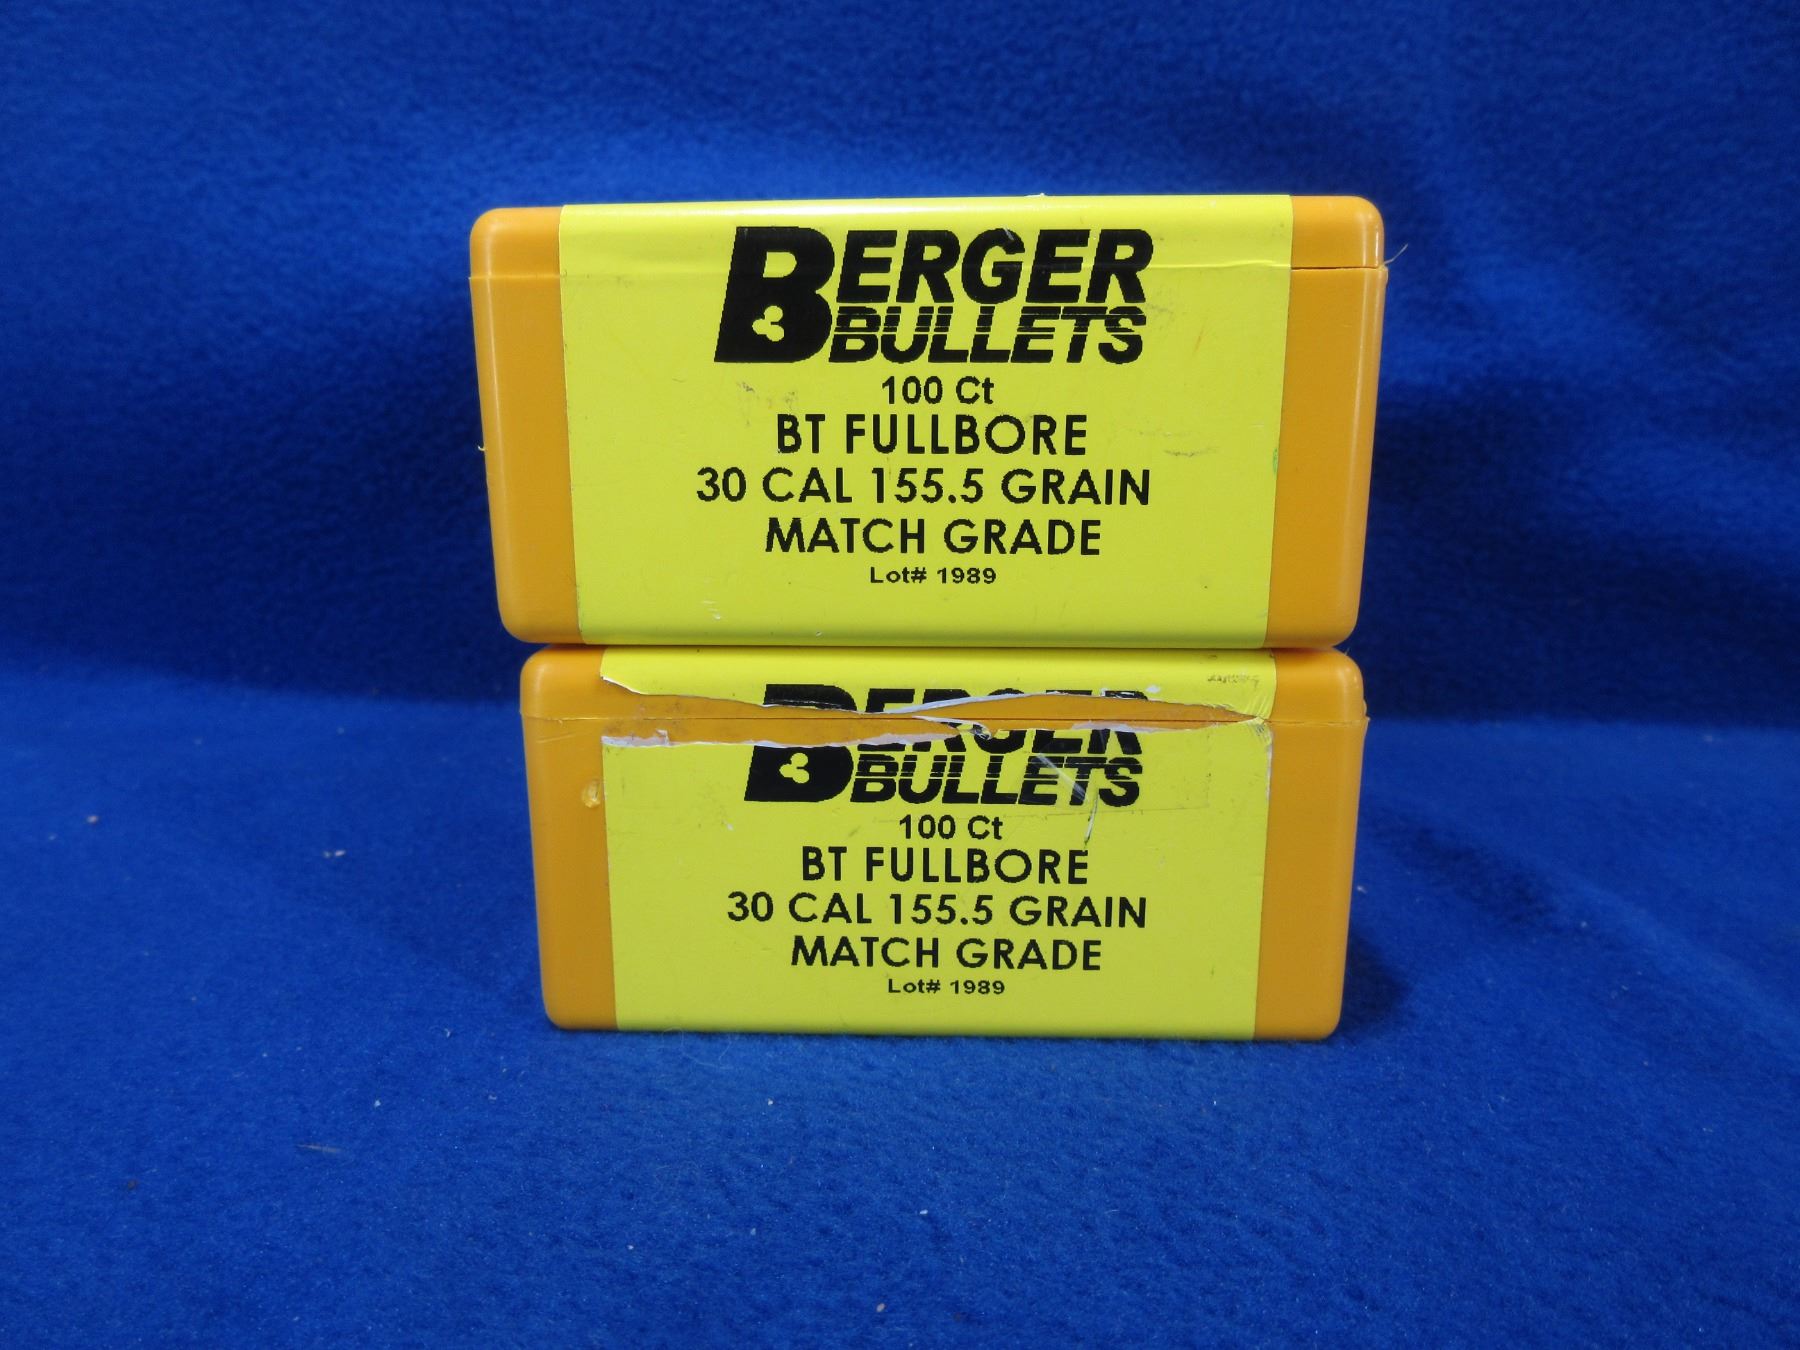 BERGER
BULLETS
100 Ct
BT FULLBORE
30 CAL 155.5 GRAIN
MATCH GRADE
Lot# 1989
BERGER
BULLETS
100 Ct
BT FULLBORE
30 CAL 155.5 GRAIN
MATCH GRADE
Lot# 1989